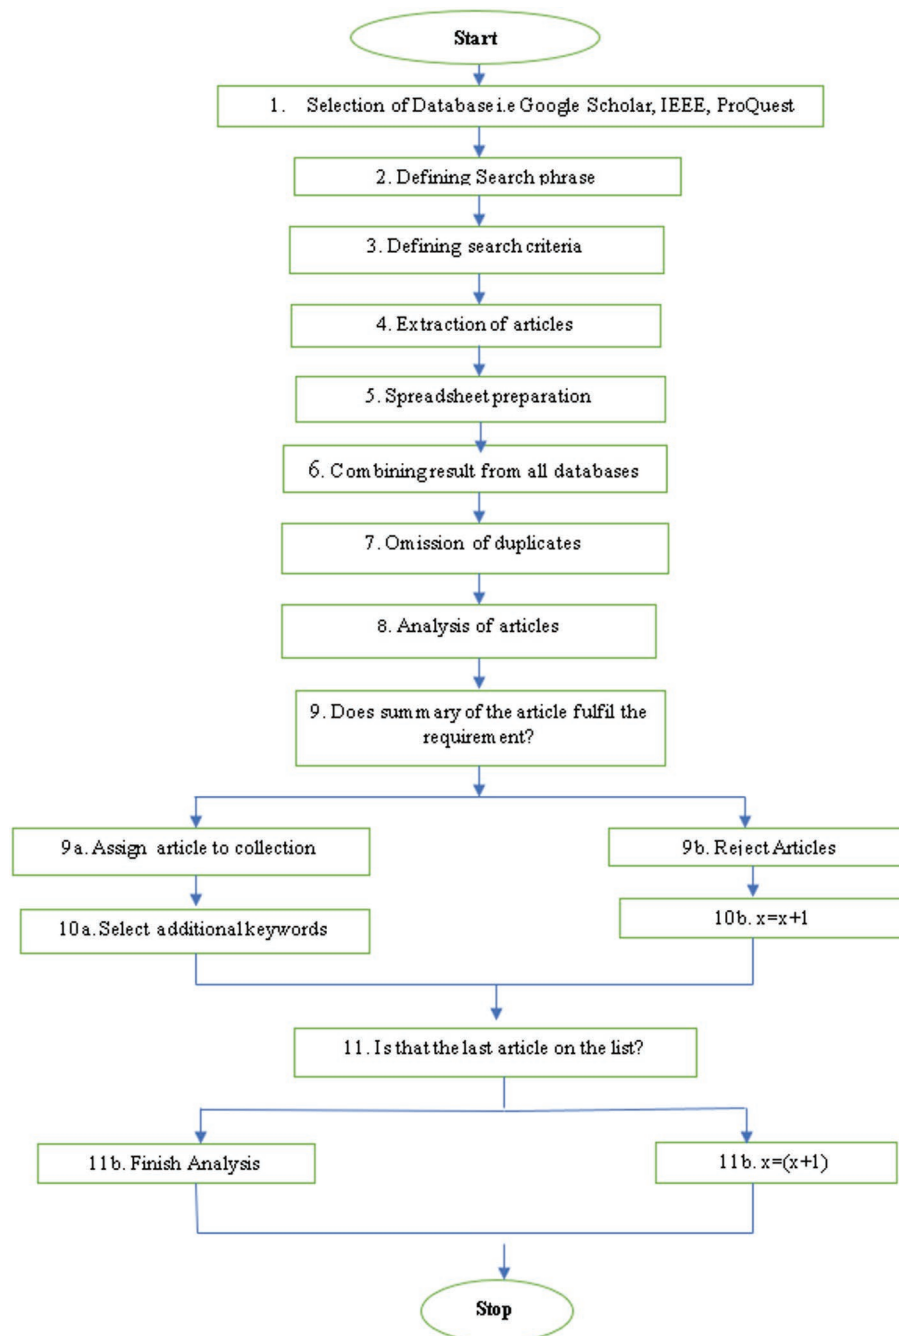 Start
1. Selection of Database i.e Google Scholar, IEEE, ProQuest
2. Defining Search phrase
3. Defining search criteria
4. Extraction of articles
5. Spreadsheet preparation
6. Combining result from all databases
7. Omission of duplicates
8. Analysis of articles
9. Does summary of the article fulfil the
requirement?
9a. Assign article to collection
9b. Reject Articles
10a. Select additional keywords
10b. x=x+1
11. Is that the last article on the list?
11b. Finish Analysis
11b. x=(x+1)
Stop